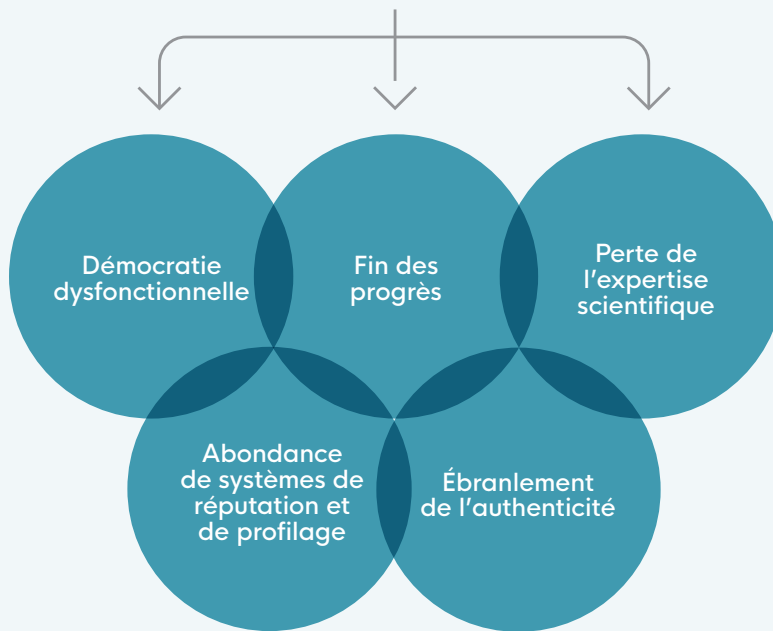 Démocratie
dysfonctionnelle
Fin des
progrès
Perte de
l’expertise
scientifique
Abondance
de systèmes de
réputation et
de profilage
Ébranlement
de l’authenticité